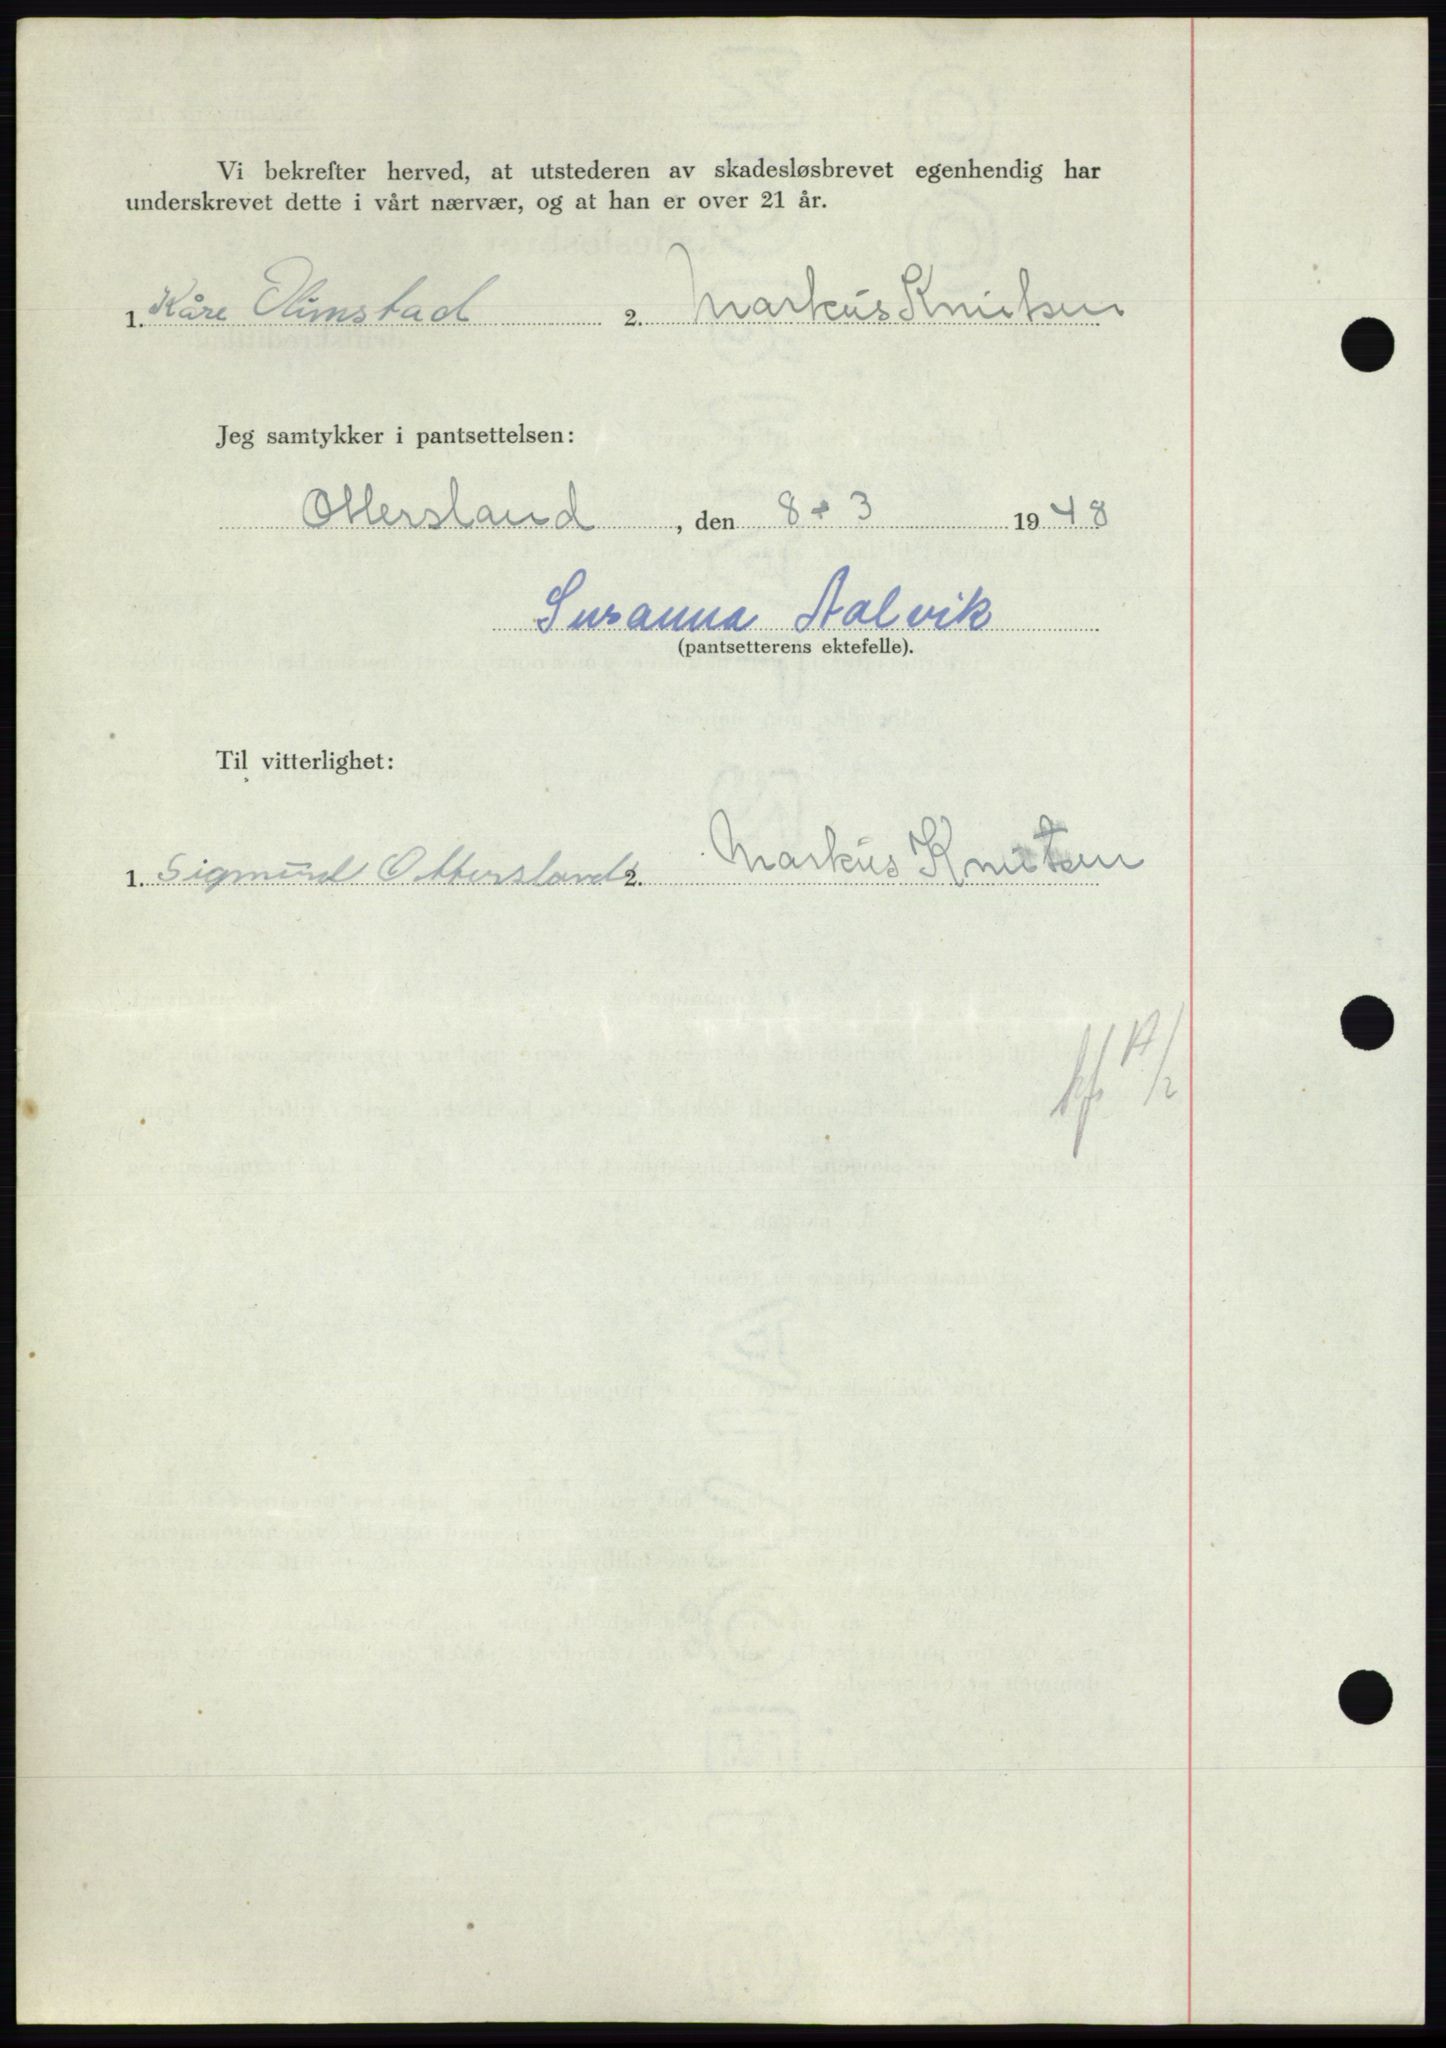 Vi bekrefter herved, at utstederen av skadesløsbrevet egenhendig har
underskrevet dette i vårt nærvær, og at han er over 21 år.
1. Kåre Olimstad 2. Markus Knutsen
Jeg samtykker i pantsettelsen:
Ottersland, den 8-3 1948
Susanna Aalvik
(pantsetterens ektefelle).
Til vitterlighet:
1. Sigmund Ottersland 2. Markus Knutsen